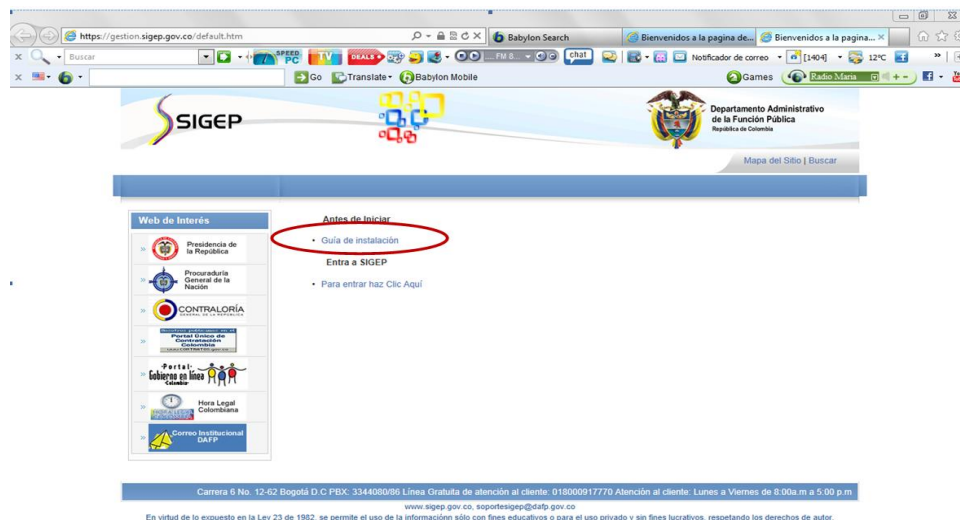 https://gestion.sigep.gov.co/default.htm
Babylon Search
Bienvenidos a la pagina de...
Bienvenidos a la pagina...
Buscar
SPEED PC
TV
DEALS
FM 8...
chat
Notificador de correo
[1404]
12°C
Go
Translate
Babylon Mobile
Games
Radio Maria
SIGEP
Departamento Administrativo
de la Función Pública
República de Colombia
Mapa del Sitio | Buscar
Web de Interés
Presidencia de
la República
Procuraduría
General de la
Nación
CONTRALORÍA
GENERAL DE LA REPÚBLICA
Portal Único de
Contratación
Colombia
Portal
Gobierno en línea
Colombia
Hora Legal
Colombiana
Correo Institucional
DAFP
Antes de Iniciar
• Guía de instalación
Entra a SIGEP
• Para entrar haz Clic Aquí
Carrera 6 No. 12-62 Bogotá D.C PBX: 3344080/86 Línea Gratuita de atención al cliente: 018000917770 Atención al cliente: Lunes a Viernes de 8:00a.m a 5:00 p.m
www.sigep.gov.co, soportesigep@dafp.gov.co
En virtud de lo expuesto en la Ley 23 de 1982, se permite el uso de la informaciónn sólo con fines educativos o para el uso privado y sin fines lucrativos, respetando los derechos de autor.